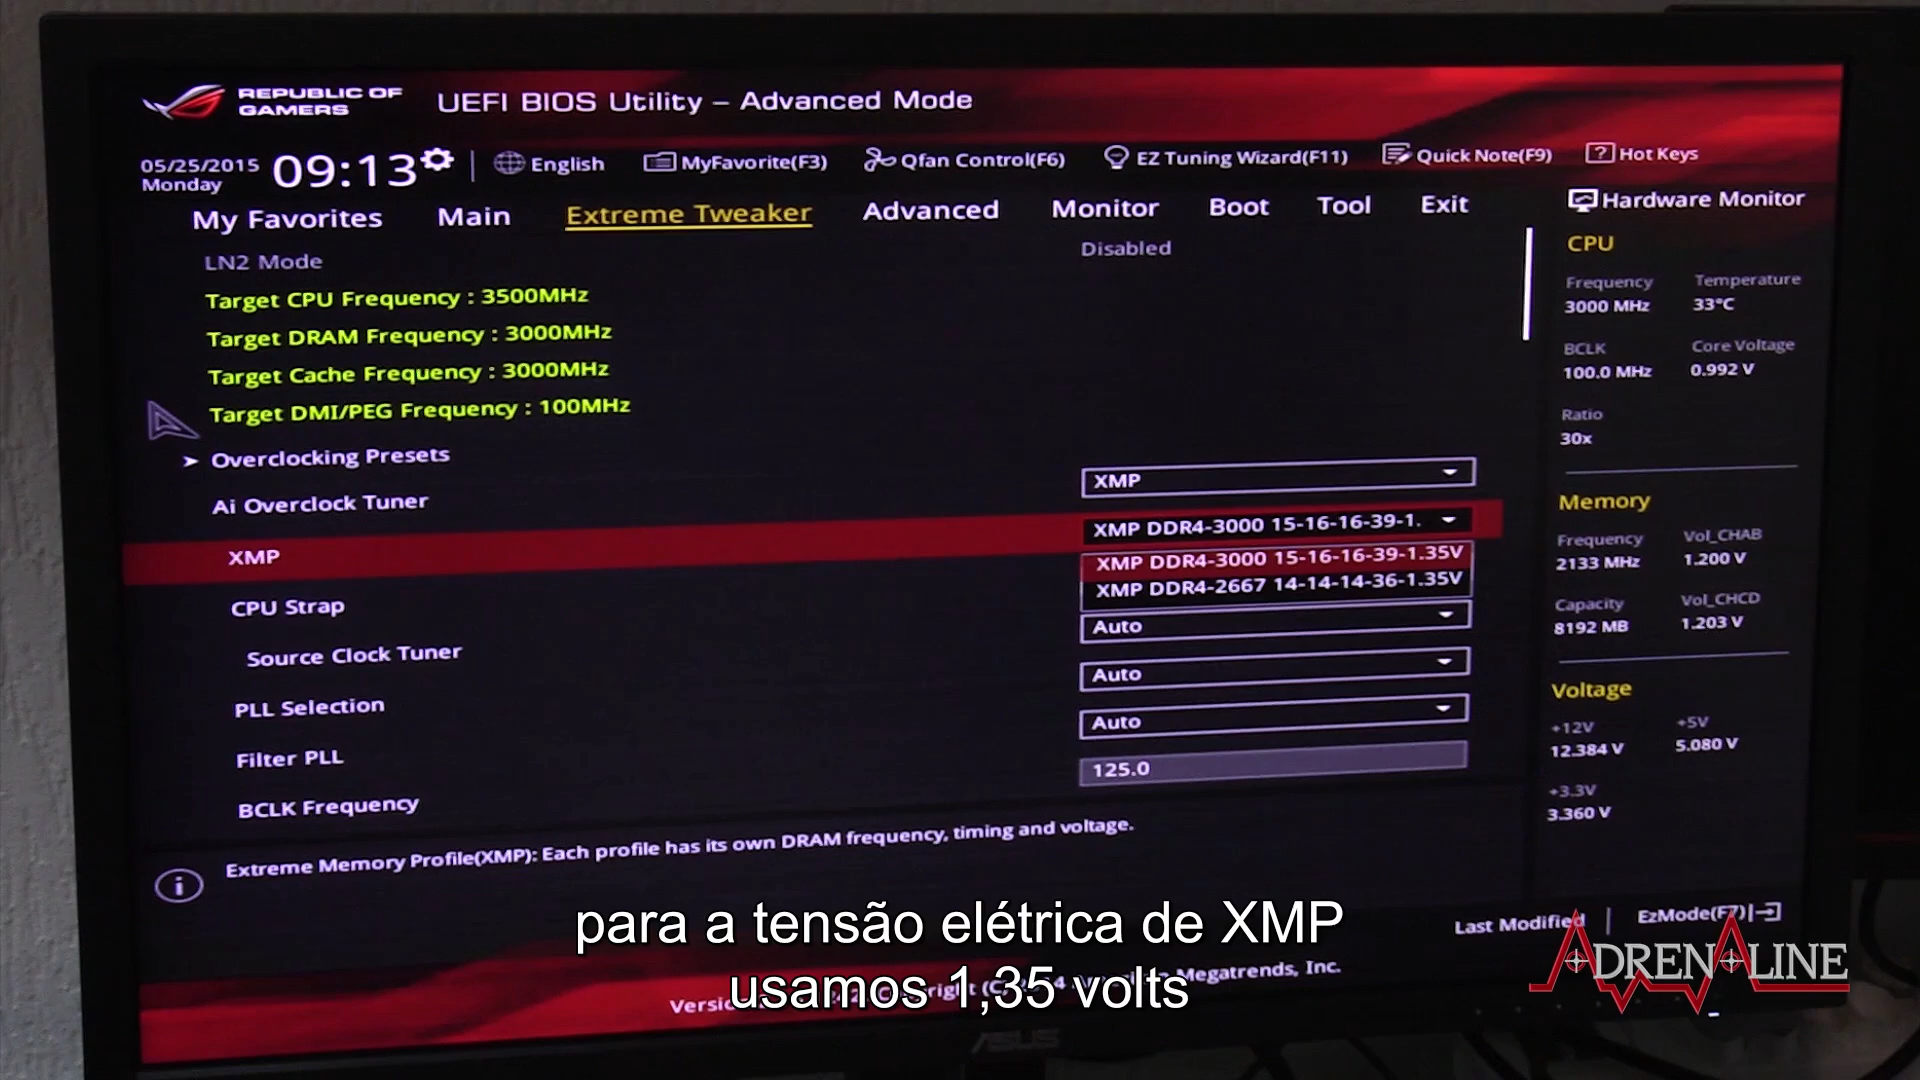 REPUBLIC OF
GAMERS
UEFI BIOS Utility – Advanced Mode
05/25/2015
Monday
09:13
English
MyFavorite(F3)
Qfan Control(F6)
EZ Tuning Wizard(F11)
Quick Note(F9)
? Hot Keys
My Favorites
Main
Extreme Tweaker
Advanced
Monitor
Boot
Tool
Exit
Hardware Monitor
LN2 Mode
Disabled
Target CPU Frequency : 3500MHz
Target DRAM Frequency : 3000MHz
Target Cache Frequency : 3000MHz
Target DMI/PEG Frequency : 100MHz
Overclocking Presets
Ai Overclock Tuner
XMP
XMP
XMP DDR4-3000 15-16-16-39-1.
XMP DDR4-3000 15-16-16-39-1.35V
XMP DDR4-2667 14-14-14-36-1.35V
CPU Strap
Auto
Source Clock Tuner
Auto
PLL Selection
Auto
Filter PLL
125.0
BCLK Frequency
Extreme Memory Profile(XMP): Each profile has its own DRAM frequency, timing and voltage.
CPU
Frequency Temperature
3000 MHz 33°C
BCLK Core Voltage
100.0 MHz 0.992 V
Ratio
30x
Memory
Frequency Vol_CHAB
2133 MHz 1.200 V
Capacity Vol_CHCD
8192 MB 1.203 V
Voltage
+12V +5V
12.384 V 5.080 V
+3.3V
3.360 V
Last Modified
EzMode(F7)
para a tensão elétrica de XMP
usamos 1,35 volts
Megatrends, Inc.
ADRENALINE
ASUS